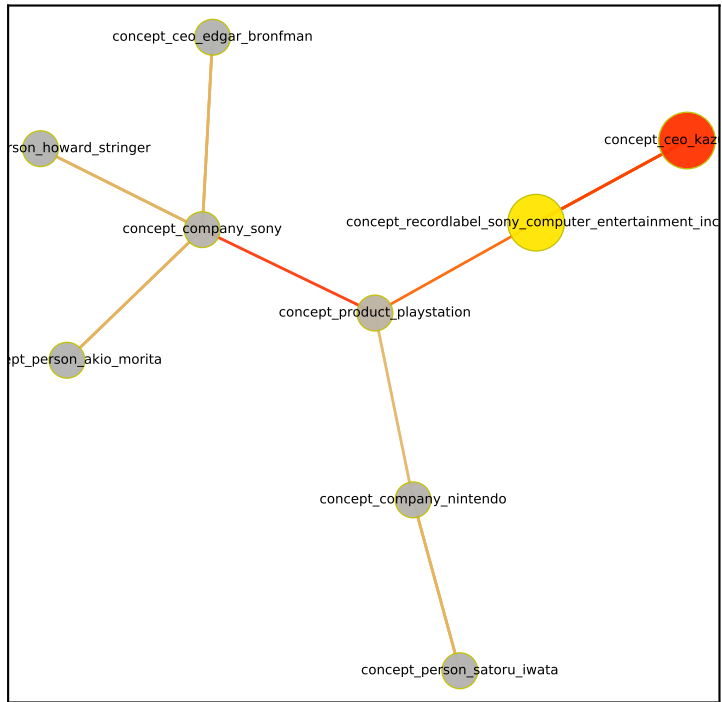 concept_ceo_edgar_bronfman
concept_ceo_kaz
rson_howard_stringer
concept_recordlabel_sony_computer_entertainment_inc
concept_company_sony
concept_product_playstation
ept_person_akio_morita
concept_company_nintendo
concept_person_satoru_iwata